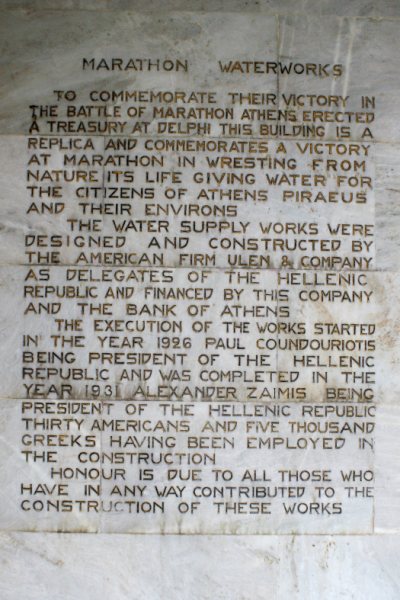 MARATHON WATERWORKS
TO COMMEMORATE THEIR VICTORY IN
THE BATTLE OF MARATHON ATHENS ERECTED
A TREASURY AT DELPHI THIS BUILDING IS A
REPLICA AND COMMEMORATES A VICTORY
AT MARATHON IN WRESTING FROM
NATURE ITS LIFE GIVING WATER FOR
THE CITIZENS OF ATHENS PIRAEUS
AND THEIR ENVIRONS
THE WATER SUPPLY WORKS WERE
DESIGNED AND CONSTRUCTED BY
THE AMERICAN FIRM ULEN & COMPANY
AS DELEGATES OF THE HELLENIC
REPUBLIC AND FINANCED BY THIS COMPANY
AND THE BANK OF ATHENS
THE EXECUTION OF THE WORKS STARTED
IN THE YEAR 1926 PAUL COUNDOURIOTIS
BEING PRESIDENT OF THE HELLENIC
REPUBLIC AND WAS COMPLETED IN THE
YEAR 1931 ALEXANDER ZAIMIS BEING
PRESIDENT OF THE HELLENIC REPUBLIC
THIRTY AMERICANS AND FIVE THOUSAND
GREEKS HAVING BEEN EMPLOYED IN
THE CONSTRUCTION
HONOUR IS DUE TO ALL THOSE WHO
HAVE IN ANY WAY CONTRIBUTED TO THE
CONSTRUCTION OF THESE WORKS